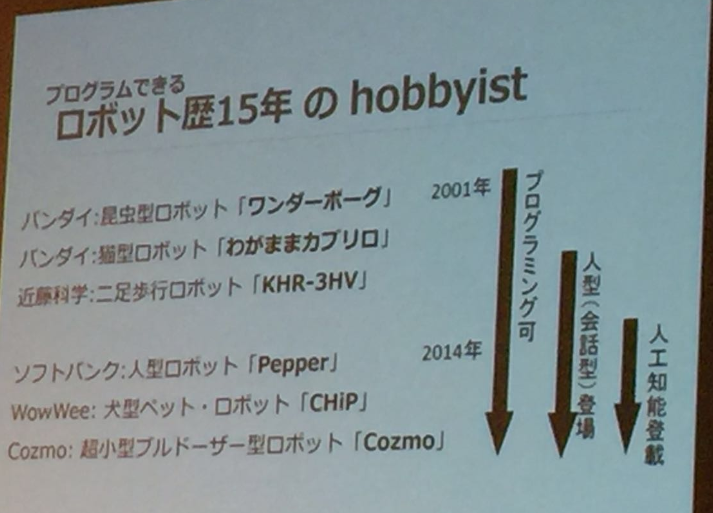 プログラムできる
ロボット歴15年 の hobbyist
バンダイ:昆虫型ロボット「ワンダーボーグ」
バンダイ:猫型ロボット「わがままカプリロ」
近藤科学:二足歩行ロボット「KHR-3HV」
ソフトバンク:人型ロボット「Pepper」
WowWee: 犬型ペット・ロボット「CHiP」
Cozmo: 超小型ブルドーザー型ロボット「Cozmo」
2001年
2014年
プログラミング可
人型(会話型)登場
人工知能登載